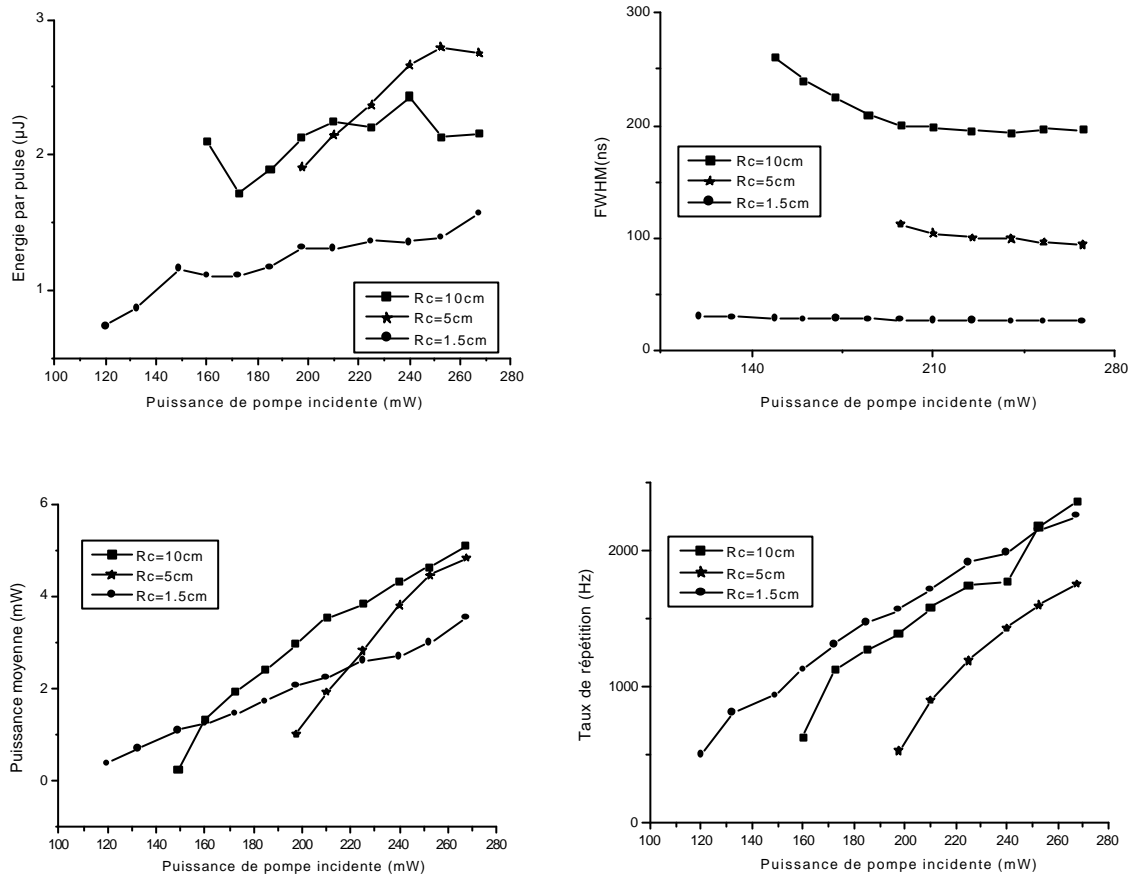 3
2
1
100 120 140 160 180 200 220 240 260 280
Energie par pulse (µJ)
Puissance de pompe incidente (mW)
Rc=10cm
Rc=5cm
Rc=1.5cm
300
200
100
0
140 210 280
FWHM(ns)
Puissance de pompe incidente (mW)
Rc=10cm
Rc=5cm
Rc=1.5cm
6
4
2
0
100 120 140 160 180 200 220 240 260 280
Puissance moyenne (mW)
Puissance de pompe incidente (mW)
Rc=10cm
Rc=5cm
Rc=1.5cm
2000
1000
0
100 120 140 160 180 200 220 240 260 280
Taux de répétition (Hz)
Puissance de pompe incidente (mW)
Rc=10cm
Rc=5cm
Rc=1.5cm